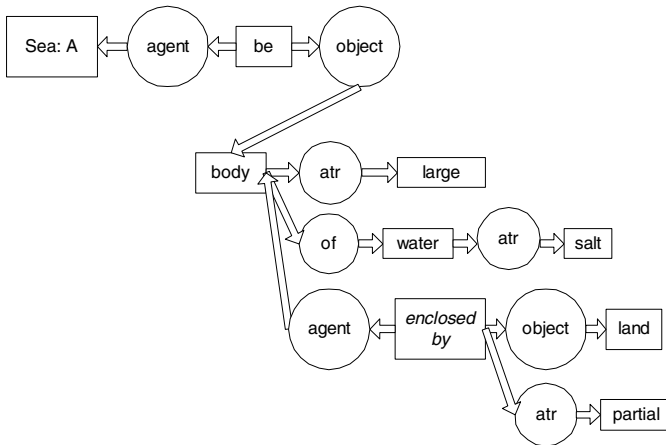 Sea: A
agent
be
object
body
atr
large
of
water
atr
salt
agent
enclosed
by
object
land
atr
partial